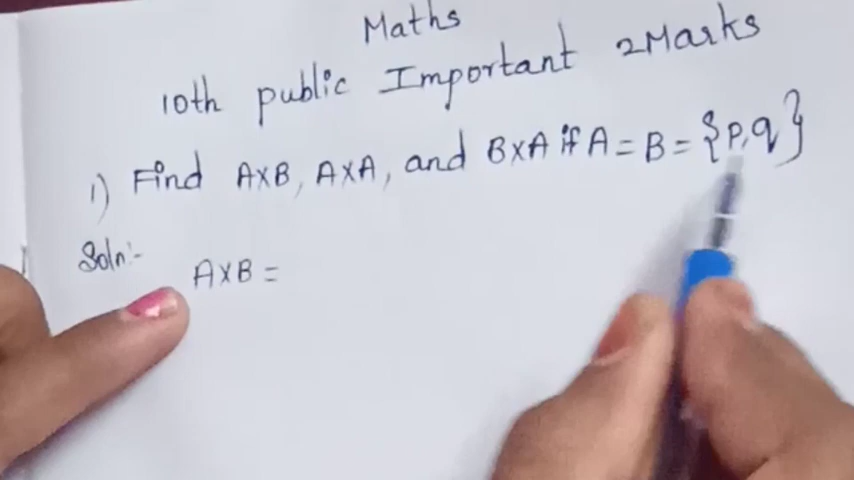 Maths
10th public Important 2Marks
1) Find A×B, A×A, and B×A if A = B = {p,q}
Soln:-
A×B =